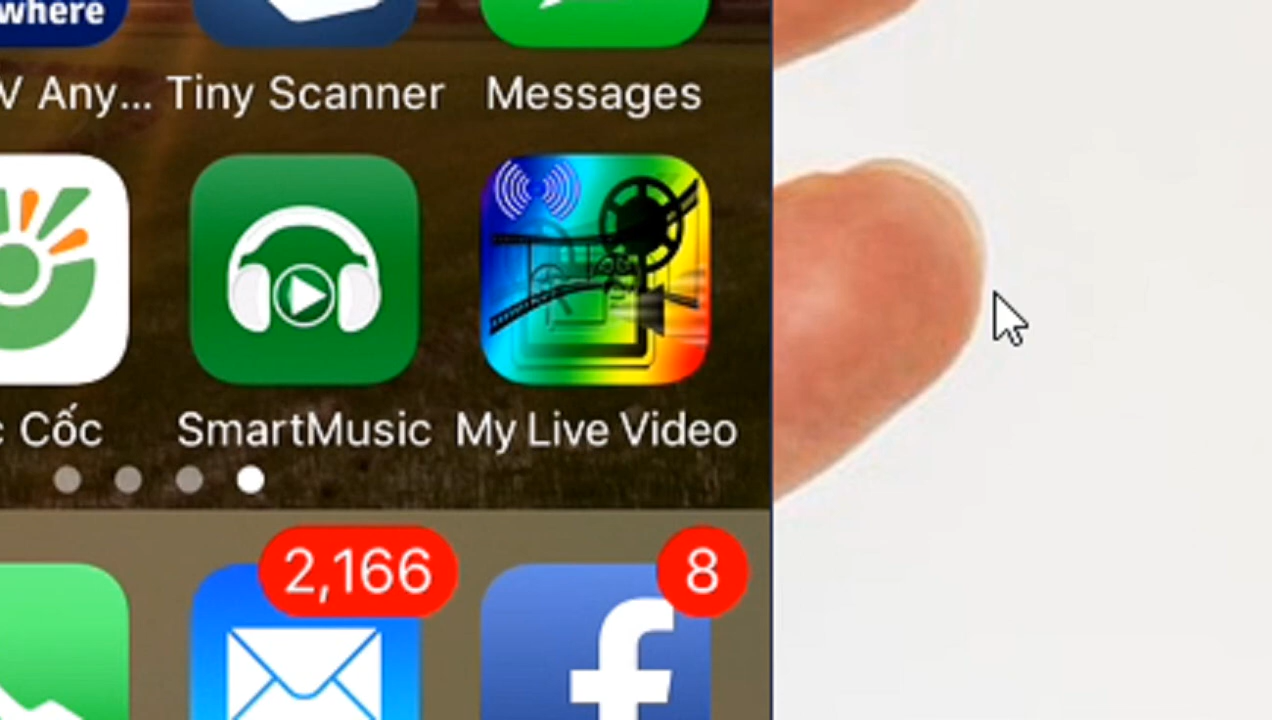 where
V Any... Tiny Scanner Messages
c Cốc SmartMusic My Live Video
2,166 8